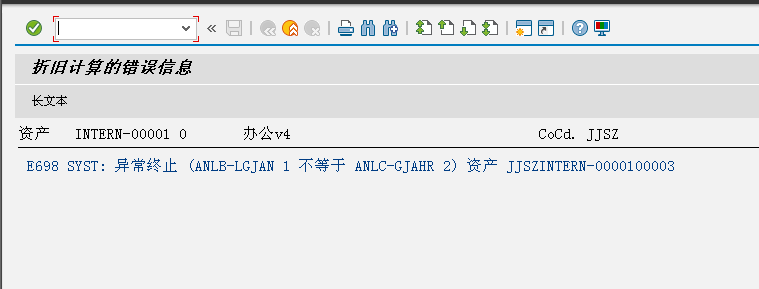 折旧计算的错误信息
长文本
资产 INTERN-00001 0 办公v4 CoCd. JJSZ
E698 SYST: 异常终止 (ANLB-LGJAN 1 不等于 ANLC-GJAHR 2) 资产 JJSZINTERN-0000100003